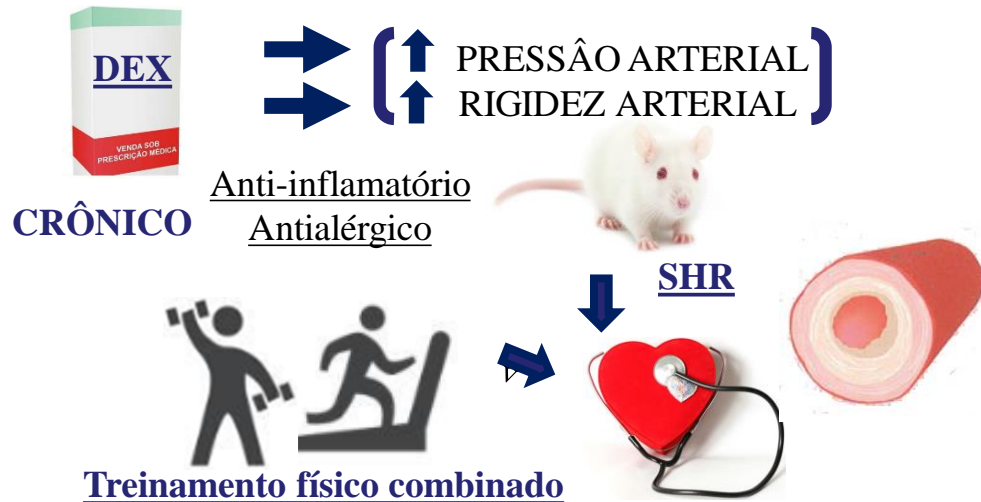 DEX
VENDA SOB
PRESCRIÇÃO MÉDICA
PRESSÂO ARTERIAL
RIGIDEZ ARTERIAL
CRÔNICO
Anti-inflamatório
Antialérgico
SHR
Treinamento físico combinado